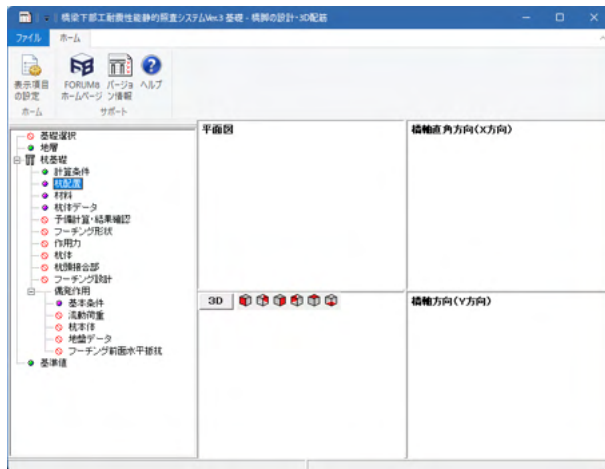 橋梁下部工耐震性能静的照査システムVer.3 基礎 - 橋脚の設計・3D配筋
ファイル ホーム
表示項目の設定
FORUM8ホームページ
バージョン情報
ヘルプ
ホーム
サポート
基礎選択
地層
杭基礎
計算条件
杭配置
材料
杭体データ
予備計算・結果確認
フーチング形状
作用力
杭体
杭頭接合部
フーチング設計
偶発作用
基本条件
流動荷重
杭本体
地盤データ
フーチング前面水平抵抗
基準値
平面図
橋軸直角方向(X方向)
3D
橋軸方向(Y方向)